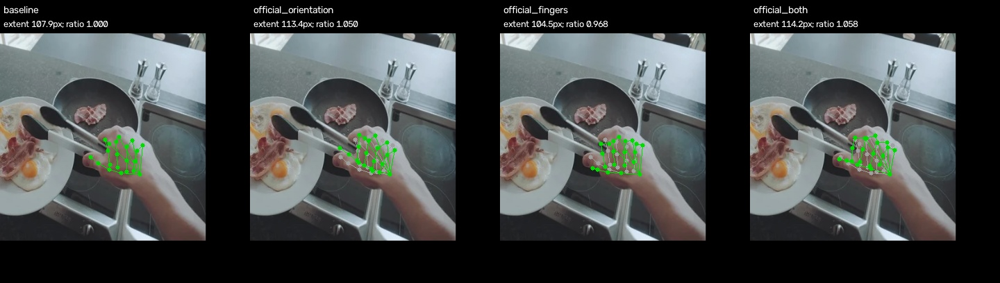 baseline
extent 107.9px; ratio 1.000
official_orientation
extent 113.4px; ratio 1.050
official_fingers
extent 104.5px; ratio 0.968
official_both
extent 114.2px; ratio 1.058